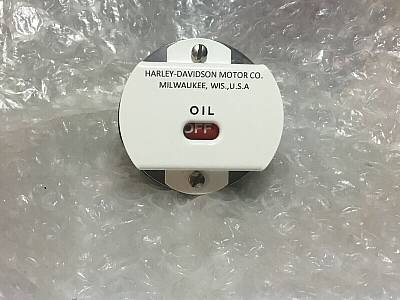 HARLEY-DAVIDSON MOTOR CO.
MILWAUKEE, WIS.,U.S.A
OIL
OFF